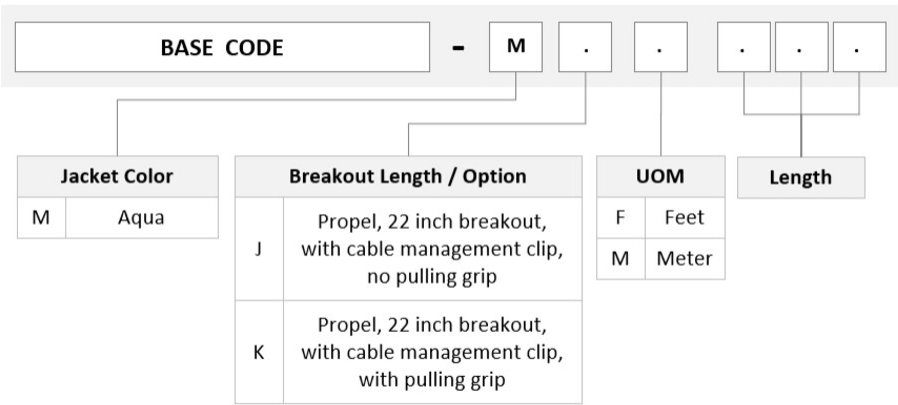 BASE CODE - M . . . . .
Jacket Color
M Aqua
Breakout Length / Option
J Propel, 22 inch breakout,
with cable management clip,
no pulling grip
K Propel, 22 inch breakout,
with cable management clip,
with pulling grip
UOM
F Feet
M Meter
Length